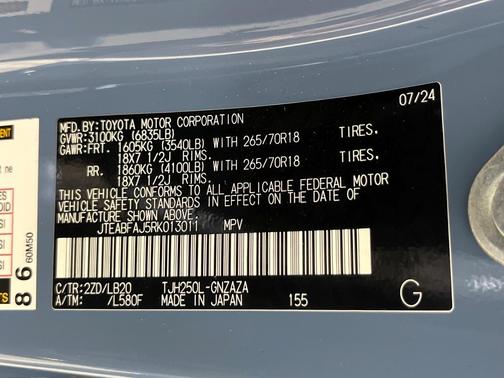 MFD.BY:TOYOTA MOTOR CORPORATION 07/24
GVWR:3100KG (6835LB)
GAWR:FRT. 1605KG (3540LB) WITH 265/70R18 TIRES,
18X7 1/2J RIMS.
RR. 1860KG (4100LB) WITH 265/70R18 TIRES,
18X7 1/2J RIMS.
THIS VEHICLE CONFORMS TO ALL APPLICABLE FEDERAL MOTOR
VEHICLE SAFETY STANDARDS IN EFFECT ON THE DATE OF
MANUFACTURE SHOWN ABOVE.
JTEABFAJ5RK013011 MPV
C/TR:2ZD/LB20 TJH250L-GNZAZA
A/TM: /L580F MADE IN JAPAN 155 G
60M50
8 6